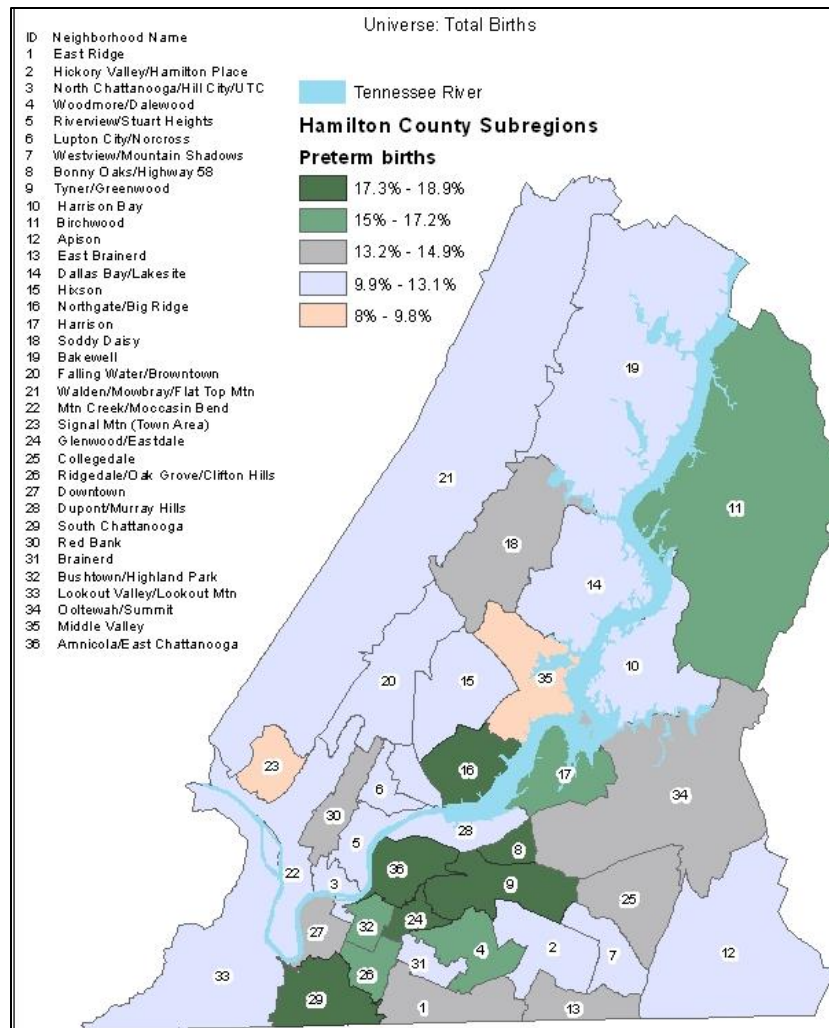 Universe: Total Births
ID Neighborhood Name
1 East Ridge
2 Hickory Valley/Hamilton Place
3 North Chattanooga/Hill City/UTC
4 Woodmore/Dalewood
5 Riverview/Stuart Heights
6 Lupton City/Norcross
7 Westview/Mountain Shadows
8 Bonny Oaks/Highway 58
9 Tyner/Greenwood
10 Harrison Bay
11 Birchwood
12 Apison
13 East Brainerd
14 Dallas Bay/Lakesite
15 Hixson
16 Northgate/Big Ridge
17 Harrison
18 Soddy Daisy
19 Bakewell
20 Falling Water/Browntown
21 Walden/Mowbray/Flat Top Mtn
22 Mtn Creek/Moccasin Bend
23 Signal Mtn (Town Area)
24 Glenwood/Eastdale
25 Collegedale
26 Ridgedale/Oak Grove/Clifton Hills
27 Downtown
28 Dupont/Murray Hills
29 South Chattanooga
30 Red Bank
31 Brainerd
32 Bushtown/Highland Park
33 Lookout Valley/Lookout Mtn
34 Ooltewah/Summit
35 Middle Valley
36 Amnicola/East Chattanooga
Tennessee River
Hamilton County Subregions
Preterm births
17.3% - 18.9%
15% - 17.2%
13.2% - 14.9%
9.9% - 13.1%
8% - 9.8%
19
21
11
18
14
10
20
15
35
23
16
17
6
34
30
28
5
8
36
22
3
9
25
32
24
27
4
2
7
12
31
26
33
29
1
13